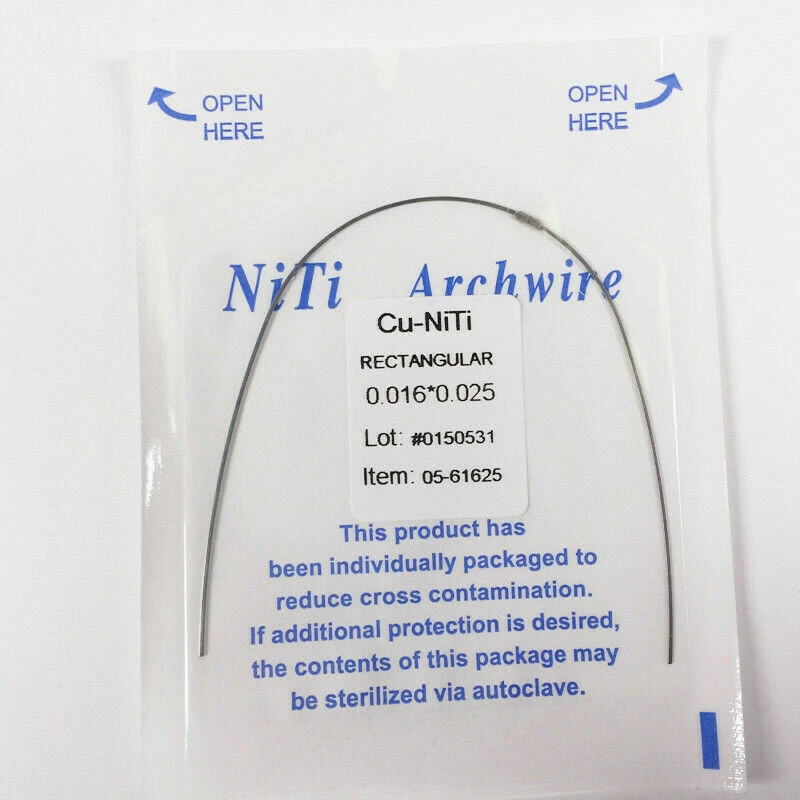 OPEN
HERE
OPEN
HERE
NiTi Archwire
Cu-NiTi
RECTANGULAR
0.016*0.025
Lot: #0150531
Item: 05-61625
This product has
been individually packaged to
reduce cross contamination.
If additional protection is desired,
the contents of this package may
be sterilized via autoclave.